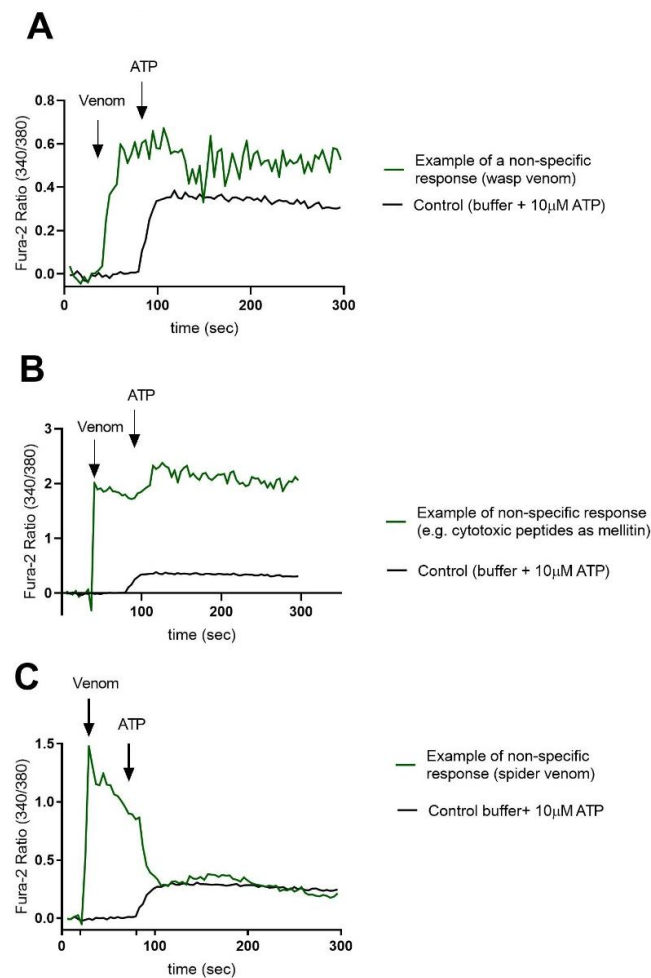 A
ATP
Venom
0.8
0.6
0.4
0.2
0.0
Fura-2 Ratio (340/380)
0 100 200 300
time (sec)
Example of a non-specific
response (wasp venom)
Control (buffer + 10μM ATP)
B
ATP
Venom
3
2
1
0
Fura-2 Ratio (340/380)
100 200 300
time (sec)
Example of non-specific response
(e.g. cytotoxic peptides as mellitin)
Control (buffer + 10μM ATP)
C
Venom
ATP
1.5
1.0
0.5
0.0
Fura-2 Ratio (340/380)
0 100 200 300
time (sec)
Example of non-specific
response (spider venom)
Control buffer+ 10μM ATP